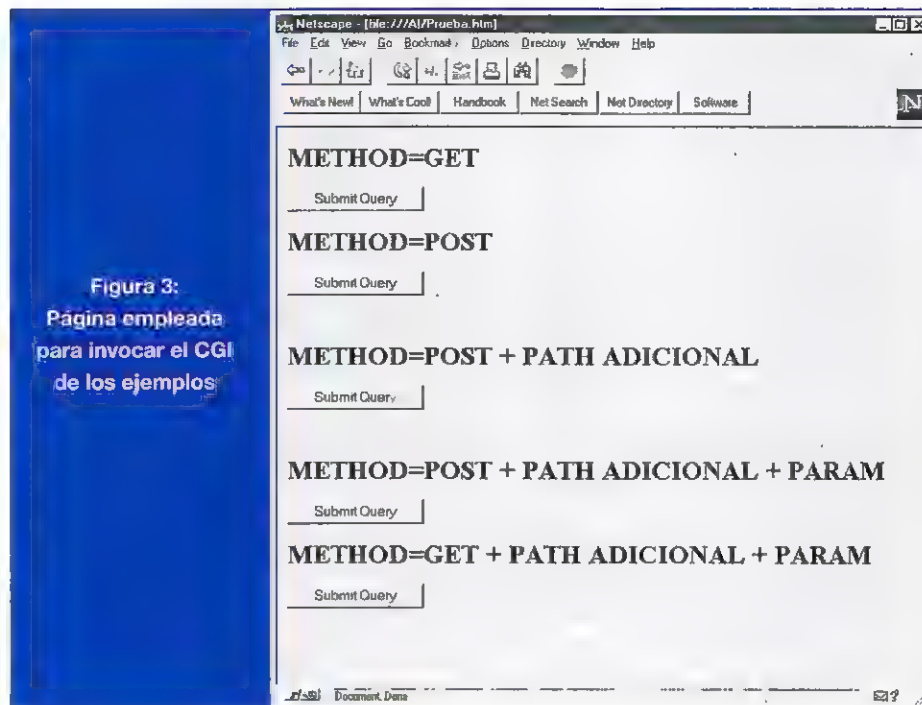 Figura 3:
Página empleada
para invocar el CGI
de los ejemplos
Netscape - [file:///A|/Prueba.htm]
File Edit View Go Bookmarks Options Directory Window Help
What's New! What's Cool! Handbook Net Search Net Directory Software
N
METHOD=GET
Submit Query
METHOD=POST
Submit Query
METHOD=POST + PATH ADICIONAL
Submit Query
METHOD=POST + PATH ADICIONAL + PARAM
Submit Query
METHOD=GET + PATH ADICIONAL + PARAM
Submit Query
Document: Done